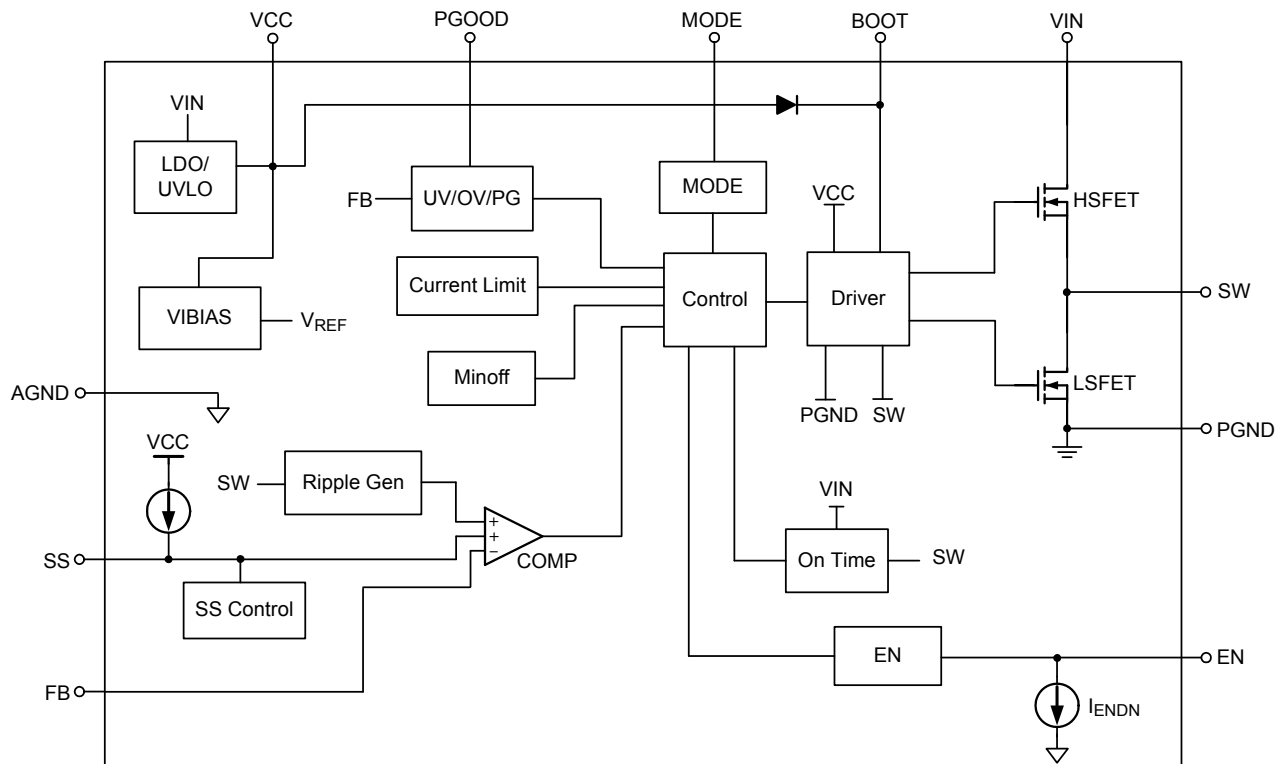 VCC
PGOOD
MODE
BOOT
VIN
VIN
LDO/
UVLO
FB
UV/OV/PG
MODE
VCC
HSFET
Current Limit
Control
Driver
SW
VIBIAS
VREF
Minoff
LSFET
AGND
PGND
SW
PGND
VCC
SW
Ripple Gen
VIN
+
+
−
COMP
SS
On Time
SW
SS Control
EN
EN
FB
IENDN